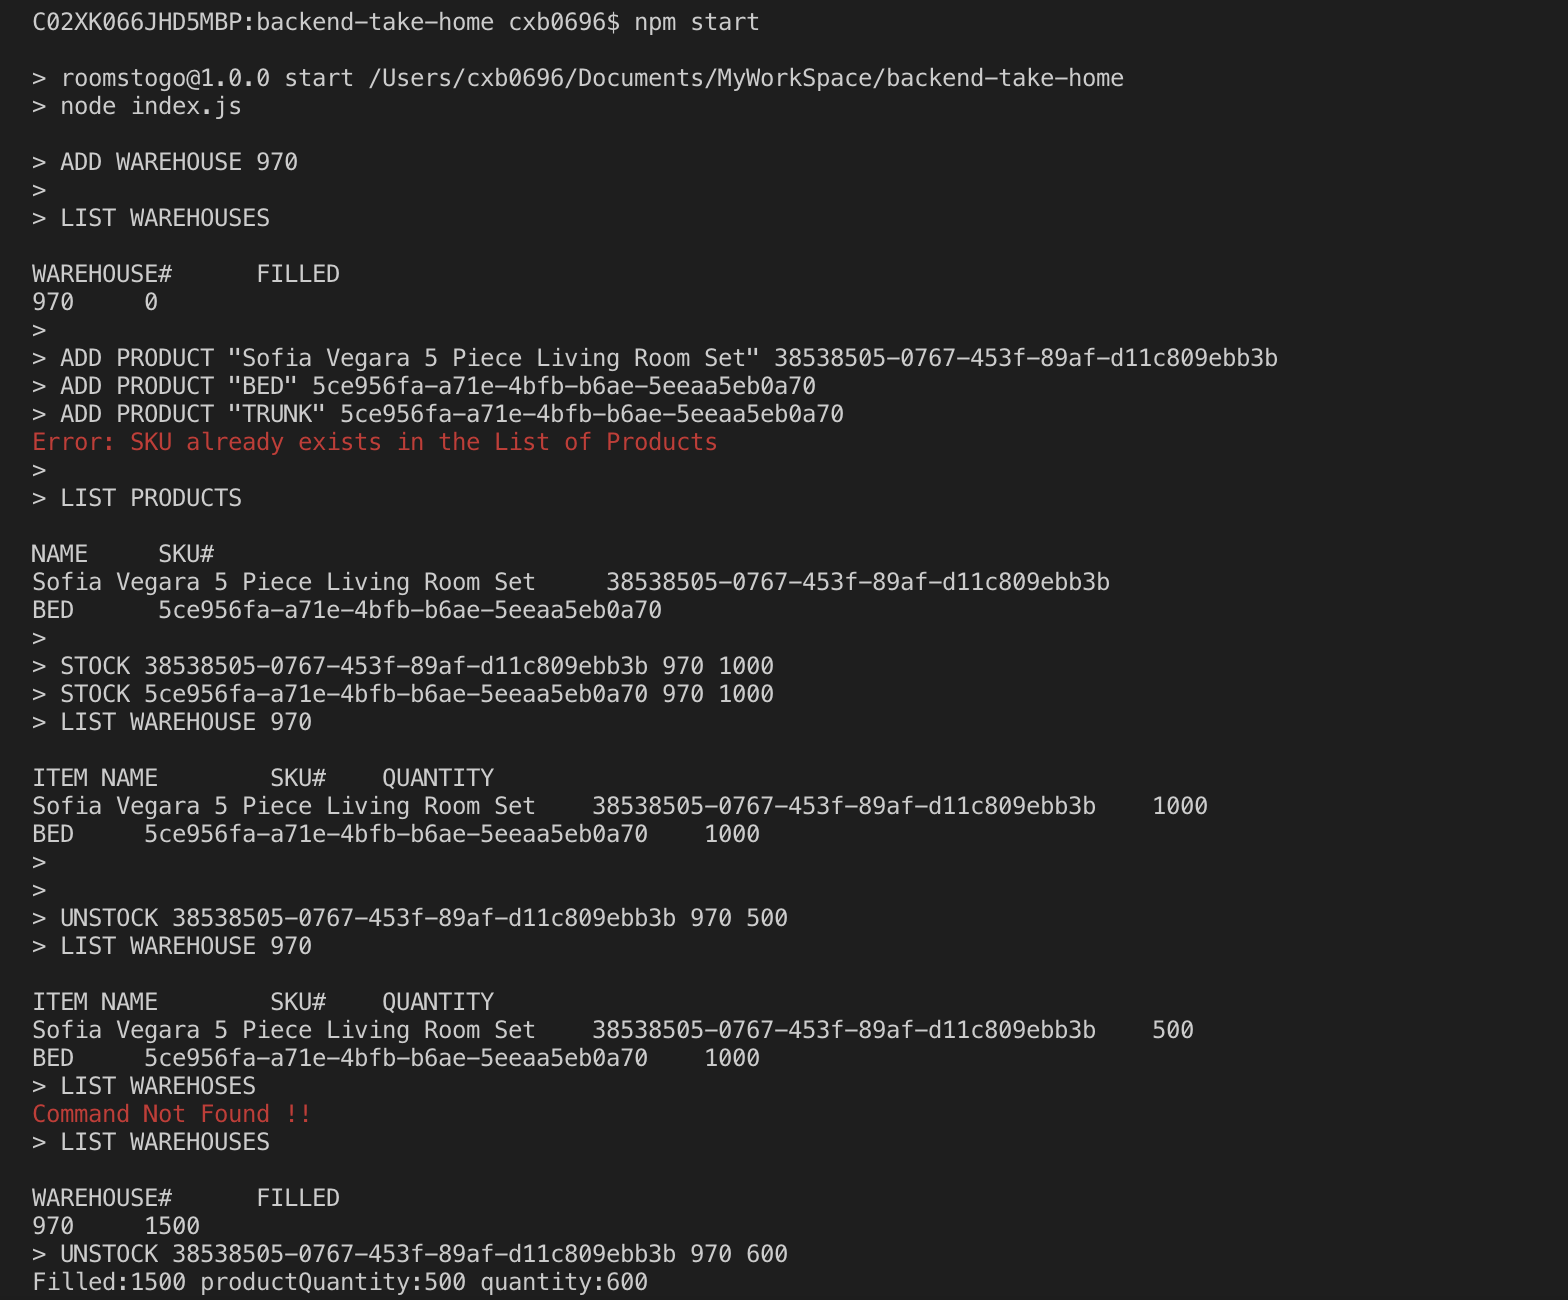 C02XK066JHD5MBP:backend-take-home cxb0696$ npm start
> roomstogo@1.0.0 start /Users/cxb0696/Documents/MyWorkSpace/backend-take-home
> node index.js
> ADD WAREHOUSE 970
>
> LIST WAREHOUSES
WAREHOUSE#      FILLED
970     0
>
> ADD PRODUCT "Sofia Vegara 5 Piece Living Room Set" 38538505-0767-453f-89af-d11c809ebb3b
> ADD PRODUCT "BED" 5ce956fa-a71e-4bfb-b6ae-5eeaa5eb0a70
> ADD PRODUCT "TRUNK" 5ce956fa-a71e-4bfb-b6ae-5eeaa5eb0a70
Error: SKU already exists in the List of Products
>
> LIST PRODUCTS
NAME     SKU#
Sofia Vegara 5 Piece Living Room Set     38538505-0767-453f-89af-d11c809ebb3b
BED      5ce956fa-a71e-4bfb-b6ae-5eeaa5eb0a70
>
> STOCK 38538505-0767-453f-89af-d11c809ebb3b 970 1000
> STOCK 5ce956fa-a71e-4bfb-b6ae-5eeaa5eb0a70 970 1000
> LIST WAREHOUSE 970
ITEM NAME        SKU#    QUANTITY
Sofia Vegara 5 Piece Living Room Set    38538505-0767-453f-89af-d11c809ebb3b    1000
BED     5ce956fa-a71e-4bfb-b6ae-5eeaa5eb0a70    1000
>
>
> UNSTOCK 38538505-0767-453f-89af-d11c809ebb3b 970 500
> LIST WAREHOUSE 970
ITEM NAME        SKU#    QUANTITY
Sofia Vegara 5 Piece Living Room Set    38538505-0767-453f-89af-d11c809ebb3b    500
BED     5ce956fa-a71e-4bfb-b6ae-5eeaa5eb0a70    1000
> LIST WAREHOSES
Command Not Found !!
> LIST WAREHOUSES
WAREHOUSE#      FILLED
970     1500
> UNSTOCK 38538505-0767-453f-89af-d11c809ebb3b 970 600
Filled:1500 productQuantity:500 quantity:600